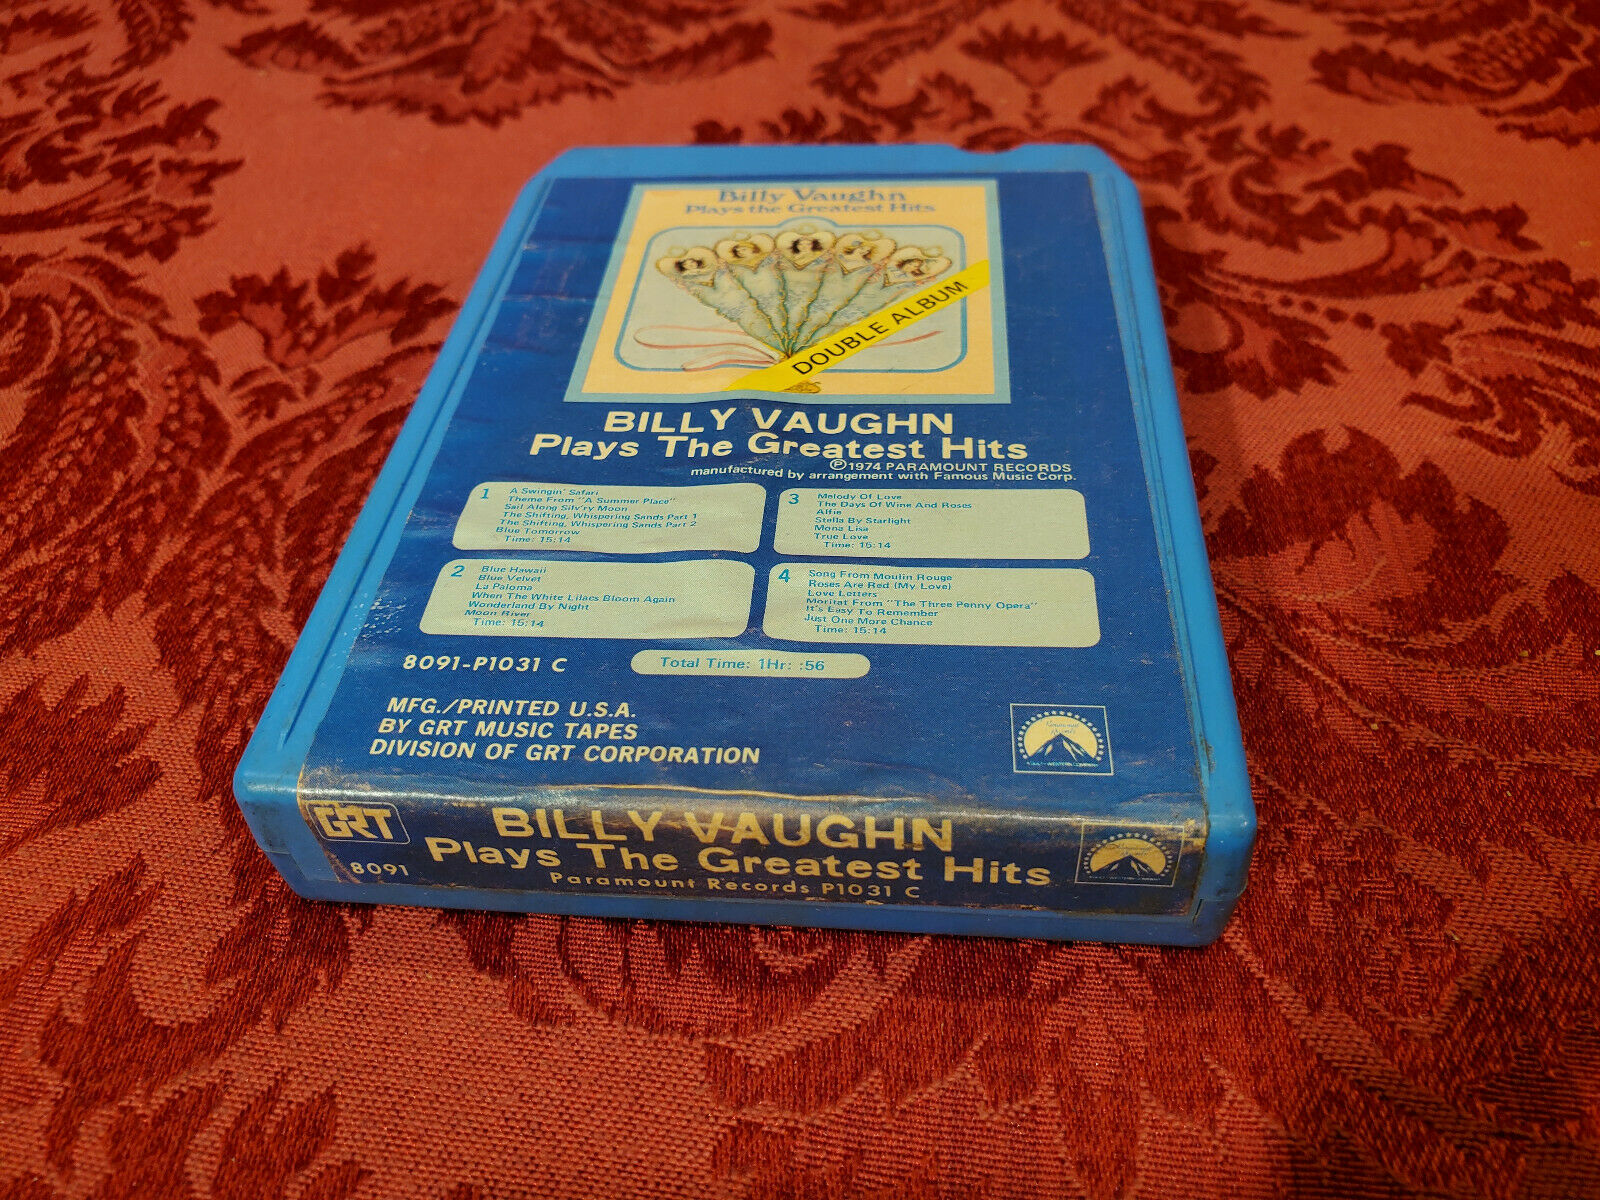 Billy Vaughn
Plays the Greatest Hits
DOUBLE ALBUM
BILLY VAUGHN
Plays The Greatest Hits
Ⓟ1974 PARAMOUNT RECORDS
manufactured by arrangement with Famous Music Corp.
1
A Swingin' Safari
Theme From "A Summer Place"
Sail Along Silv'ry Moon
The Shifting, Whispering Sands Part 1
The Shifting, Whispering Sands Part 2
Blue Tomorrow
Time: 15:14
2
Blue Hawaii
Blue Velvet
La Paloma
When The White Lilacs Bloom Again
Wonderland By Night
Moon River
Time: 15:14
3
Melody Of Love
The Days Of Wine And Roses
Alfie
Stella By Starlight
Mona Lisa
True Love
Time: 15:14
4
Song From Moulin Rouge
Roses Are Red (My Love)
Love Letters
Moritat From "The Three Penny Opera"
It's Easy To Remember
Just One More Chance
Time: 15:14
8091-P1031 C
Total Time: 1Hr: :56
MFG./PRINTED U.S.A.
BY GRT MUSIC TAPES
DIVISION OF GRT CORPORATION
GRT
8091
BILLY VAUGHN
Plays The Greatest Hits
Paramount Records P1031 C